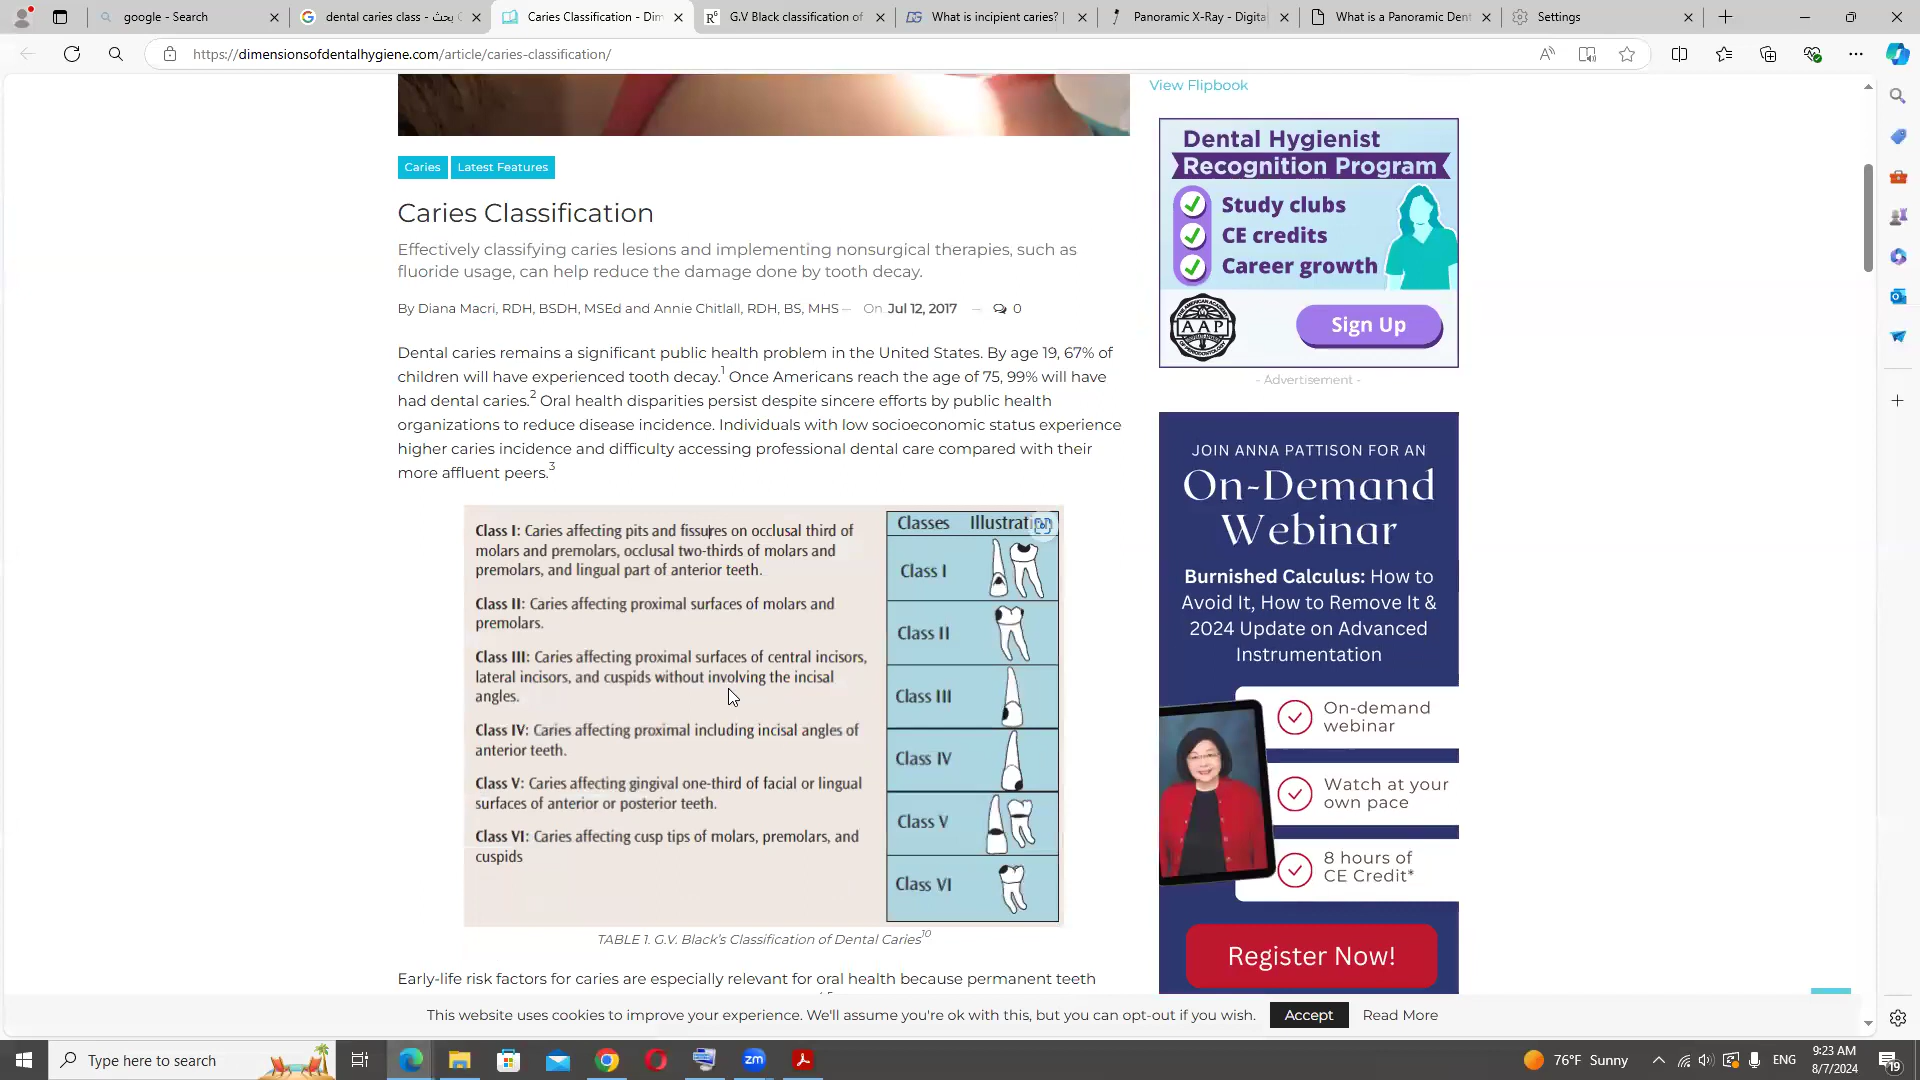 google - Search
dental caries class - بحث
Caries Classification - Dim
G.V Black classification of
What is incipient caries?
Panoramic X-Ray - Digita
What is a Panoramic Dent
Settings
https://dimensionsofdentalhygiene.com/article/caries-classification/
View Flipbook
Caries
Latest Features
Caries Classification
Effectively classifying caries lesions and implementing nonsurgical therapies, such as
fluoride usage, can help reduce the damage done by tooth decay.
By Diana Macri, RDH, BSDH, MSEd and Annie Chitlall, RDH, BS, MHS — On Jul 12, 2017 — 0
Dental caries remains a significant public health problem in the United States. By age 19, 67% of
children will have experienced tooth decay.1 Once Americans reach the age of 75, 99% will have
had dental caries.2 Oral health disparities persist despite sincere efforts by public health
organizations to reduce disease incidence. Individuals with low socioeconomic status experience
higher caries incidence and difficulty accessing professional dental care compared with their
more affluent peers.3
Class I: Caries affecting pits and fissures on occlusal third of
molars and premolars, occlusal two-thirds of molars and
premolars, and lingual part of anterior teeth.
Class II: Caries affecting proximal surfaces of molars and
premolars.
Class III: Caries affecting proximal surfaces of central incisors,
lateral incisors, and cuspids without involving the incisal
angles.
Class IV: Caries affecting proximal including incisal angles of
anterior teeth.
Class V: Caries affecting gingival one-third of facial or lingual
surfaces of anterior or posterior teeth.
Class VI: Caries affecting cusp tips of molars, premolars, and
cuspids
Classes
Class I
Class II
Class III
Class IV
Class V
Class VI
TABLE 1. G.V. Black's Classification of Dental Caries10
Early-life risk factors for caries are especially relevant for oral health because permanent teeth
Dental Hygienist
Recognition Program
Study clubs
CE credits
Career growth
THE AMERICAN ACADEMY
AAP
OF PERIODONTOLOGY
Sign Up
- Advertisement -
JOIN ANNA PATTISON FOR AN
On-Demand
Webinar
Burnished Calculus: How to
Avoid It, How to Remove It &
2024 Update on Advanced
Instrumentation
On-demand
webinar
Watch at your
own pace
8 hours of
CE Credit*
Register Now!
This website uses cookies to improve your experience. We'll assume you're ok with this, but you can opt-out if you wish.
Accept
Read More
Type here to search
zm
76°F Sunny
ENG
9:23 AM
8/7/2024
19